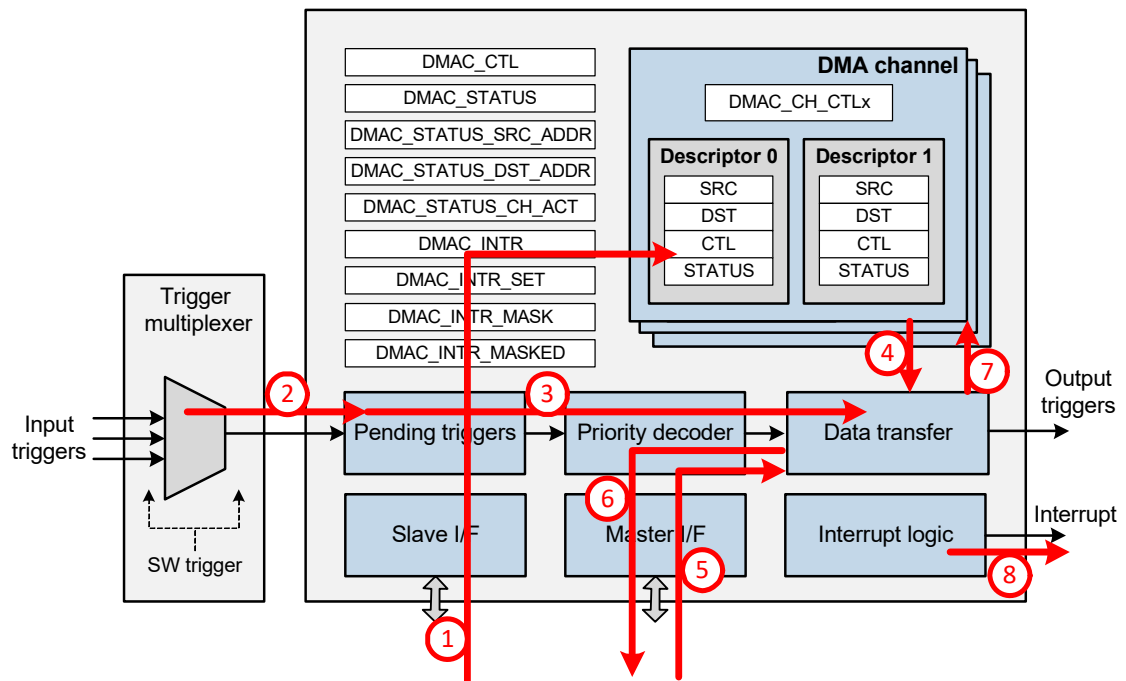 DMAC_CTL
DMAC_STATUS
DMAC_STATUS_SRC_ADDR
DMAC_STATUS_DST_ADDR
DMAC_STATUS_CH_ACT
DMAC_INTR
DMAC_INTR_SET
DMAC_INTR_MASK
DMAC_INTR_MASKED
DMA channel
DMAC_CH_CTLx
Descriptor 0
SRC
DST
CTL
STATUS
Descriptor 1
SRC
DST
CTL
STATUS
Trigger
multiplexer
Input
triggers
SW trigger
2
3
4
7
Pending triggers
Priority decoder
Data transfer
Output
triggers
6
5
Slave I/F
Master I/F
Interrupt logic
Interrupt
8
1